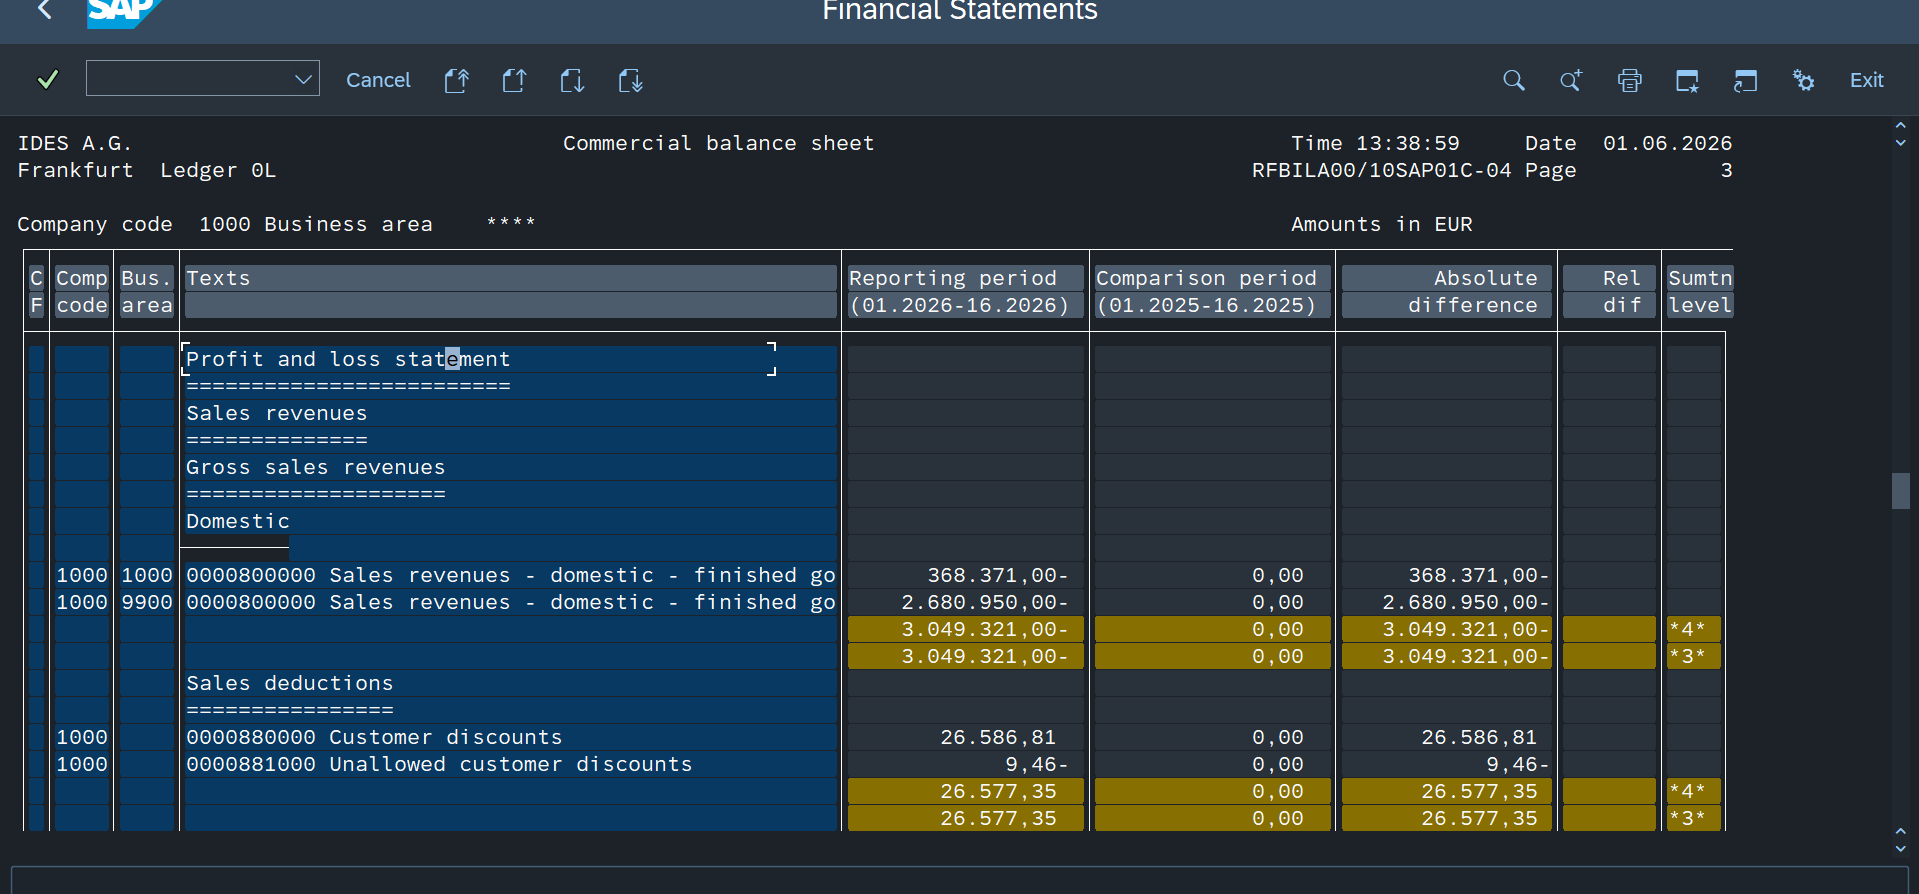 SAP
Financial Statements
Cancel
Exit
IDES A.G. Commercial balance sheet Time 13:38:59 Date 01.06.2026
Frankfurt Ledger 0L RFBILA00/10SAP01C-04 Page 3
Company code 1000 Business area **** Amounts in EUR
C Comp Bus. Texts Reporting period Comparison period Absolute Rel Sumtn
F code area (01.2026-16.2026) (01.2025-16.2025) difference dif level
Profit and loss statement
=========================
Sales revenues
==============
Gross sales revenues
====================
Domestic
1000 1000 0000800000 Sales revenues - domestic - finished go 368.371,00- 0,00 368.371,00-
1000 9900 0000800000 Sales revenues - domestic - finished go 2.680.950,00- 0,00 2.680.950,00-
3.049.321,00- 0,00 3.049.321,00- *4*
3.049.321,00- 0,00 3.049.321,00- *3*
Sales deductions
================
1000 0000880000 Customer discounts 26.586,81 0,00 26.586,81
1000 0000881000 Unallowed customer discounts 9,46- 0,00 9,46-
26.577,35 0,00 26.577,35 *4*
26.577,35 0,00 26.577,35 *3*